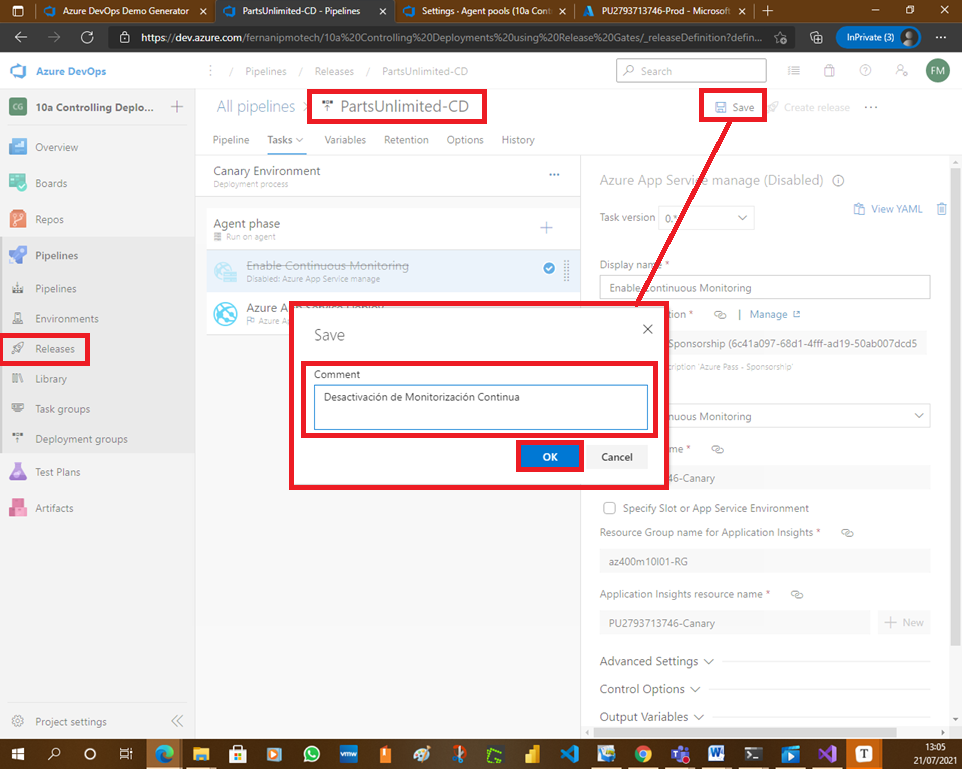 Azure DevOps Demo Generator
PartsUnlimited-CD - Pipelines
Settings · Agent pools (10a Cont
PU2793713746-Prod - Microsoft
https://dev.azure.com/fernanipmotech/10a%20Controlling%20Deployments%20using%20Release%20Gates/_releaseDefinition?defin...
InPrivate (3)
Azure DevOps
/ Pipelines / Releases / PartsUnlimited-CD
Search
FM
CG 10a Controlling Deplo...
All pipelines > PartsUnlimited-CD
Save
Create release
Overview
Boards
Repos
Pipelines
Pipelines
Environments
Releases
Library
Task groups
Deployment groups
Test Plans
Artifacts
Project settings
Pipeline Tasks Variables Retention Options History
Canary Environment
Deployment process
Agent phase
Run on agent
Enable Continuous Monitoring
Disabled: Azure App Service manage
Azure
Azure
Azure App Service manage (Disabled)
Task version 0.*
View YAML
Display name *
Enable Continuous Monitoring
*
| Manage
Sponsorship (6c41a097-68d1-4fff-ad19-50ab007dcd5
'Azure Pass - Sponsorship'
Monitoring
*
-Canary
Specify Slot or App Service Environment
Resource Group name for Application Insights *
az400m10l01-RG
Application Insights resource name *
PU2793713746-Canary
New
Advanced Settings
Control Options
Output Variables
Save
Comment
Desactivación de Monitorización Continua
OK
Cancel
13:05
21/07/2021